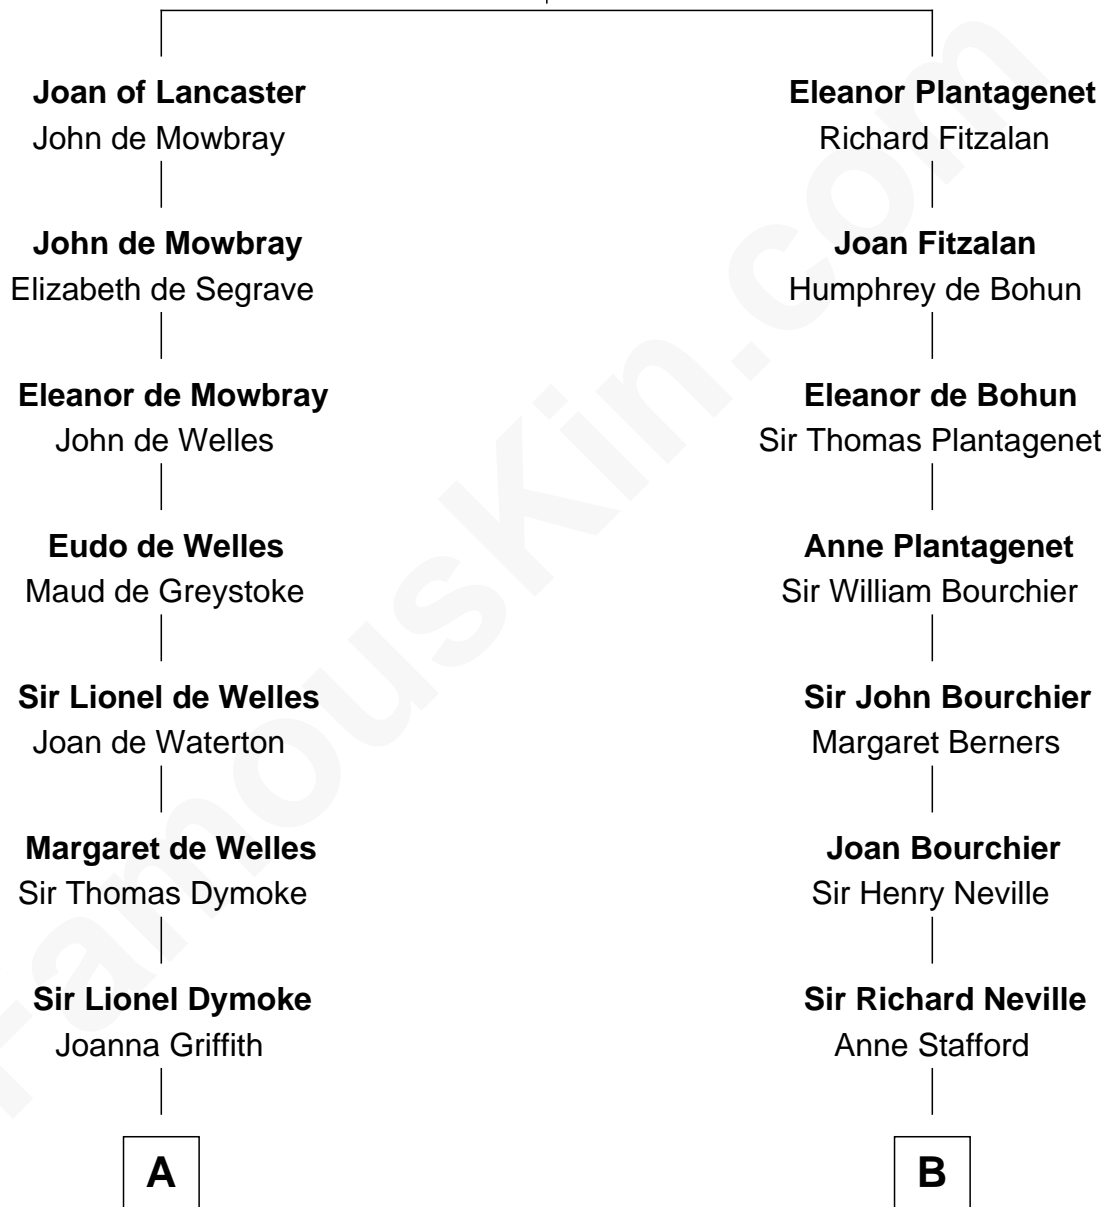 Joan of Lancaster
John de Mowbray
John de Mowbray
Elizabeth de Segrave
Eleanor de Mowbray
John de Welles
Eudo de Welles
Maud de Greystoke
Sir Lionel de Welles
Joan de Waterton
Margaret de Welles
Sir Thomas Dymoke
Sir Lionel Dymoke
Joanna Griffith
A
Eleanor Plantagenet
Richard Fitzalan
Joan Fitzalan
Humphrey de Bohun
Eleanor de Bohun
Sir Thomas Plantagenet
Anne Plantagenet
Sir William Bourchier
Sir John Bourchier
Margaret Berners
Joan Bourchier
Sir Henry Neville
Sir Richard Neville
Anne Stafford
B
FamousKin.com